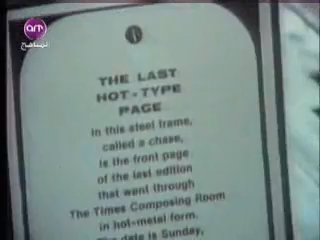 art
THE LAST
HOT-TYPE
PAGE
In this steel frame,
called a chase,
is the front page
of the last edition
that went through
The Times Composing Room
in hot-metal form.
The date is Sunday,